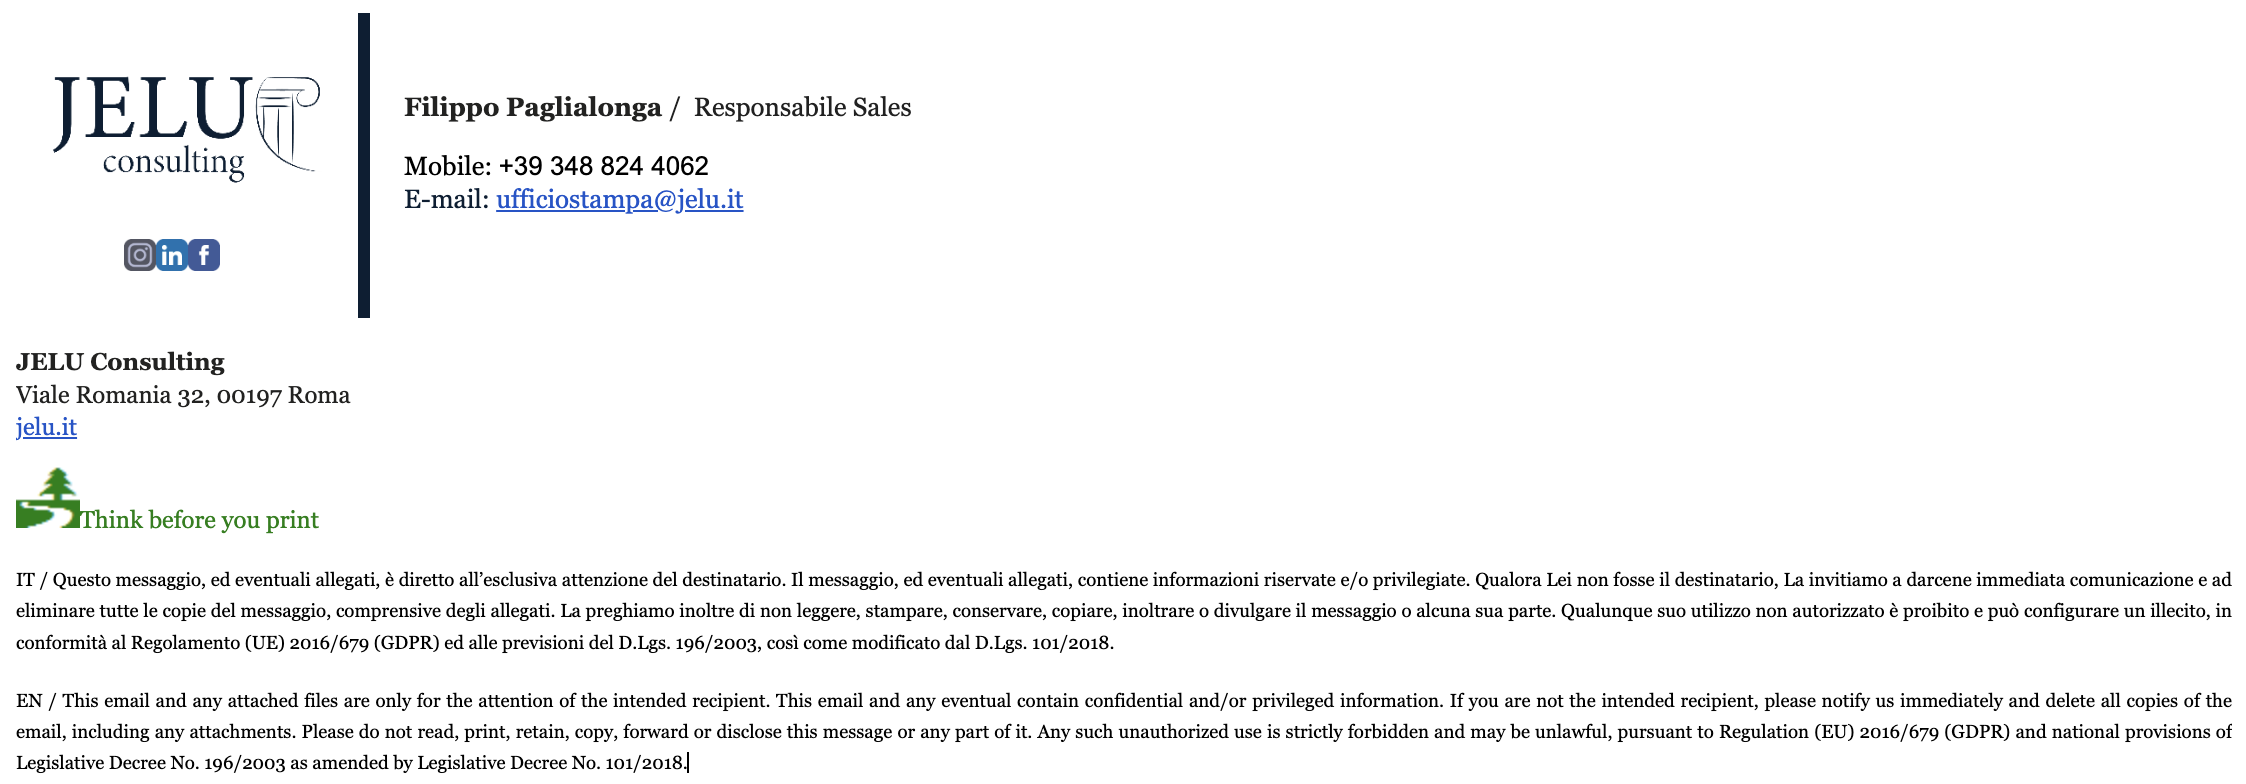 JELU
consulting
Filippo Paglialonga / Responsabile Sales
Mobile: +39 348 824 4062
E-mail: ufficiostampa@jelu.it
in f
JELU Consulting
Viale Romania 32, 00197 Roma
jelu.it
Think before you print
IT / Questo messaggio, ed eventuali allegati, è diretto all’esclusiva attenzione del destinatario. Il messaggio, ed eventuali allegati, contiene informazioni riservate e/o privilegiate. Qualora Lei non fosse il destinatario, La invitiamo a darcene immediata comunicazione e ad
eliminare tutte le copie del messaggio, comprensive degli allegati. La preghiamo inoltre di non leggere, stampare, conservare, copiare, inoltrare o divulgare il messaggio o alcuna sua parte. Qualunque suo utilizzo non autorizzato è proibito e può configurare un illecito, in
conformità al Regolamento (UE) 2016/679 (GDPR) ed alle previsioni del D.Lgs. 196/2003, così come modificato dal D.Lgs. 101/2018.
EN / This email and any attached files are only for the attention of the intended recipient. This email and any eventual contain confidential and/or privileged information. If you are not the intended recipient, please notify us immediately and delete all copies of the
email, including any attachments. Please do not read, print, retain, copy, forward or disclose this message or any part of it. Any such unauthorized use is strictly forbidden and may be unlawful, pursuant to Regulation (EU) 2016/679 (GDPR) and national provisions of
Legislative Decree No. 196/2003 as amended by Legislative Decree No. 101/2018.